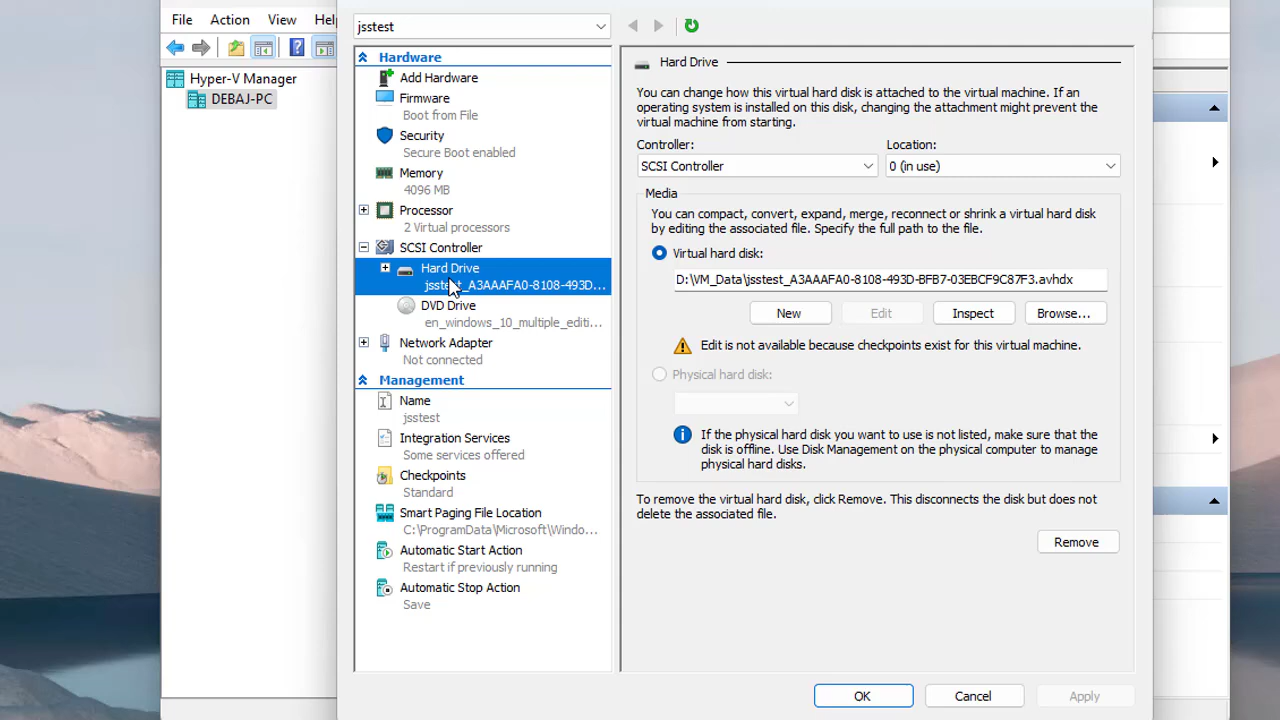 File Action View Hel
Hyper-V Manager
DEBAJ-PC
jsstest
Hardware
Add Hardware
Firmware
Boot from File
Security
Secure Boot enabled
Memory
4096 MB
Processor
2 Virtual processors
SCSI Controller
Hard Drive
jsstest_A3AAAFA0-8108-493D...
DVD Drive
en_windows_10_multiple_editi...
Network Adapter
Not connected
Management
Name
jsstest
Integration Services
Some services offered
Checkpoints
Standard
Smart Paging File Location
C:\ProgramData\Microsoft\Windo...
Automatic Start Action
Restart if previously running
Automatic Stop Action
Save
Hard Drive
You can change how this virtual hard disk is attached to the virtual machine. If an
operating system is installed on this disk, changing the attachment might prevent the
virtual machine from starting.
Controller: Location:
SCSI Controller 0 (in use)
Media
You can compact, convert, expand, merge, reconnect or shrink a virtual hard disk
by editing the associated file. Specify the full path to the file.
Virtual hard disk:
D:\VM_Data\jsstest_A3AAAFA0-8108-493D-BFB7-03EBCF9C87F3.avhdx
New Edit Inspect Browse...
Edit is not available because checkpoints exist for this virtual machine.
Physical hard disk:
If the physical hard disk you want to use is not listed, make sure that the
disk is offline. Use Disk Management on the physical computer to manage
physical hard disks.
To remove the virtual hard disk, click Remove. This disconnects the disk but does not
delete the associated file.
Remove
OK Cancel Apply